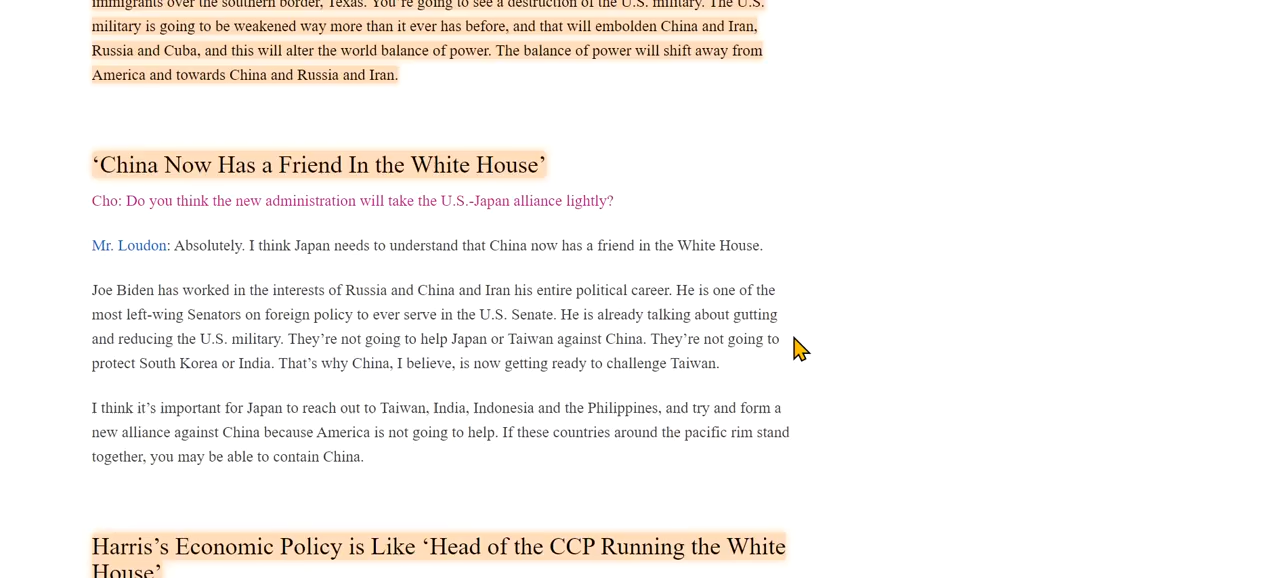 immigrants over the southern border, Texas. You're going to see a destruction of the U.S. military. The U.S.
military is going to be weakened way more than it ever has before, and that will embolden China and Iran,
Russia and Cuba, and this will alter the world balance of power. The balance of power will shift away from
America and towards China and Russia and Iran.
‘China Now Has a Friend In the White House’
Cho: Do you think the new administration will take the U.S.-Japan alliance lightly?
Mr. Loudon: Absolutely. I think Japan needs to understand that China now has a friend in the White House.
Joe Biden has worked in the interests of Russia and China and Iran his entire political career. He is one of the
most left-wing Senators on foreign policy to ever serve in the U.S. Senate. He is already talking about gutting
and reducing the U.S. military. They’re not going to help Japan or Taiwan against China. They’re not going to
protect South Korea or India. That’s why China, I believe, is now getting ready to challenge Taiwan.
I think it’s important for Japan to reach out to Taiwan, India, Indonesia and the Philippines, and try and form a
new alliance against China because America is not going to help. If these countries around the pacific rim stand
together, you may be able to contain China.
Harris’s Economic Policy is Like ‘Head of the CCP Running the White
House’